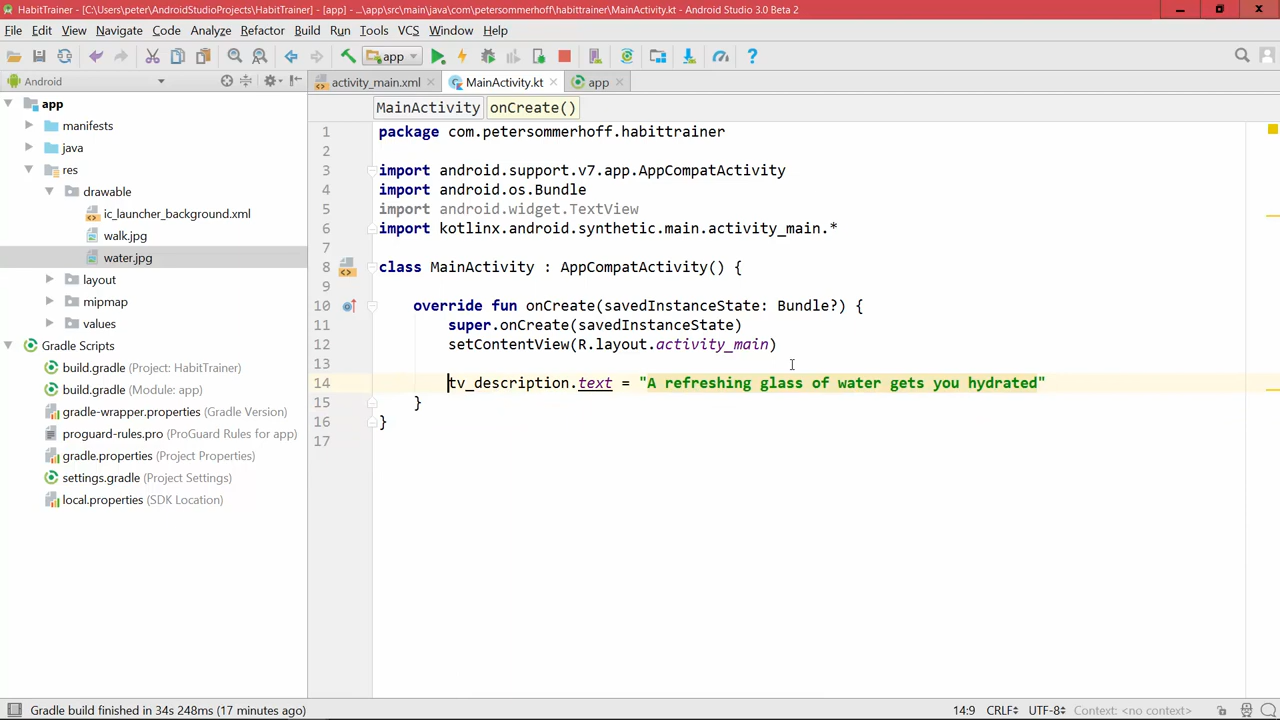 HabitTrainer - [C:\Users\peter\AndroidStudioProjects\HabitTrainer] - [app] - ...\app\src\main\java\com\petersommerhoff\habittrainer\MainActivity.kt - Android Studio 3.0 Beta 2
File Edit View Navigate Code Analyze Refactor Build Run Tools VCS Window Help
app
Android activity_main.xml MainActivity.kt app
MainActivity onCreate()
app
manifests
java
res
drawable
ic_launcher_background.xml
walk.jpg
water.jpg
layout
mipmap
values
Gradle Scripts
build.gradle (Project: HabitTrainer)
build.gradle (Module: app)
gradle-wrapper.properties (Gradle Version)
proguard-rules.pro (ProGuard Rules for app)
gradle.properties (Project Properties)
settings.gradle (Project Settings)
local.properties (SDK Location)
1 package com.petersommerhoff.habittrainer
2
3 import android.support.v7.app.AppCompatActivity
4 import android.os.Bundle
5 import android.widget.TextView
6 import kotlinx.android.synthetic.main.activity_main.*
7
8 class MainActivity : AppCompatActivity() {
9
10 override fun onCreate(savedInstanceState: Bundle?) {
11 super.onCreate(savedInstanceState)
12 setContentView(R.layout.activity_main)
13
14 tv_description.text = "A refreshing glass of water gets you hydrated"
15 }
16 }
17
Gradle build finished in 34s 248ms (17 minutes ago) 14:9 CRLF UTF-8 Context: <no context>